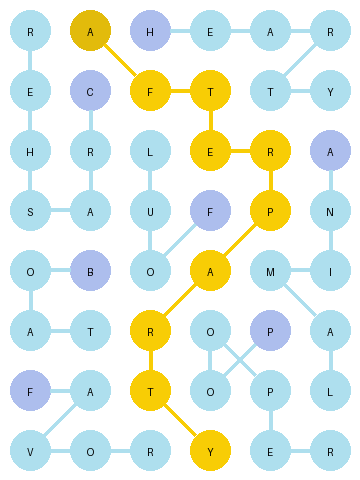 R A H E A R
E C F T T Y
H R L E R A
S A U F P N
O B O A M I
A T R O P A
F A T O P L
V O R Y E R